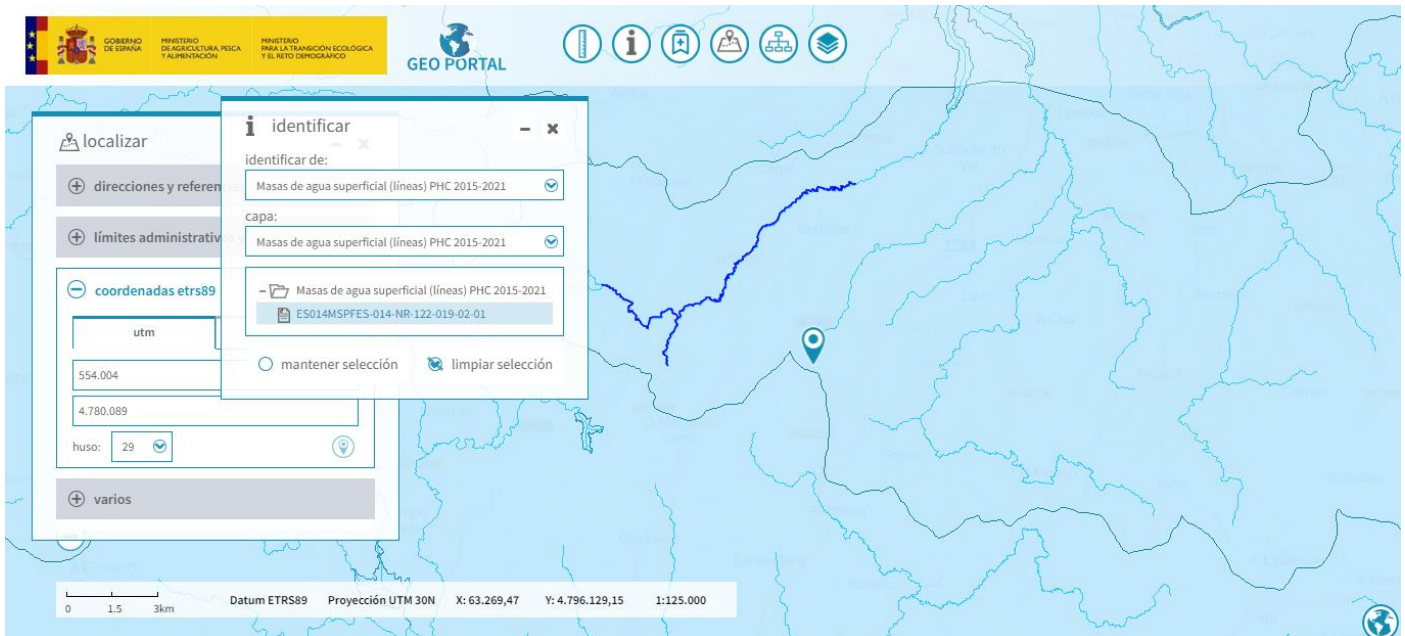 GOBIERNO
DE ESPAÑA
MINISTERIO
DE AGRICULTURA, PESCA
Y ALIMENTACIÓN
MINISTERIO
PARA LA TRANSICIÓN ECOLÓGICA
Y EL RETO DEMOGRÁFICO
GEO PORTAL
localizar
direcciones y referen
límites administrativ
coordenadas etrs89
utm
554.004
4.780.089
huso: 29
varios
identificar
identificar de:
Masas de agua superficial (líneas) PHC 2015-2021
capa:
Masas de agua superficial (líneas) PHC 2015-2021
Masas de agua superficial (líneas) PHC 2015-2021
ES014MSPFES-014-NR-122-019-02-01
mantener selección
limpiar selección
0 1.5 3km
Datum ETRS89 Proyección UTM 30N X: 63.269,47 Y: 4.796.129,15 1:125.000